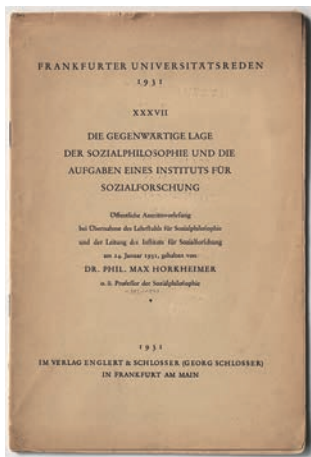 FRANKFURTER UNIVERSITÄTSREDEN
1931
XXXVII
DIE GEGENWÄRTIGE LAGE
DER SOZIALPHILOSOPHIE UND DIE
AUFGABEN EINES INSTITUTS FÜR
SOZIALFORSCHUNG
Öffentliche Antrittsvorlesung
bei Übernahme des Lehrstuhls für Sozialphilosophie
und der Leitung des Instituts für Sozialforschung
am 24. Januar 1931, gehalten von
DR. PHIL. MAX HORKHEIMER
o. ö. Professor der Sozialphilosophie
1931
IM VERLAG ENGLERT & SCHLOSSER (GEORG SCHLOSSER)
IN FRANKFURT AM MAIN